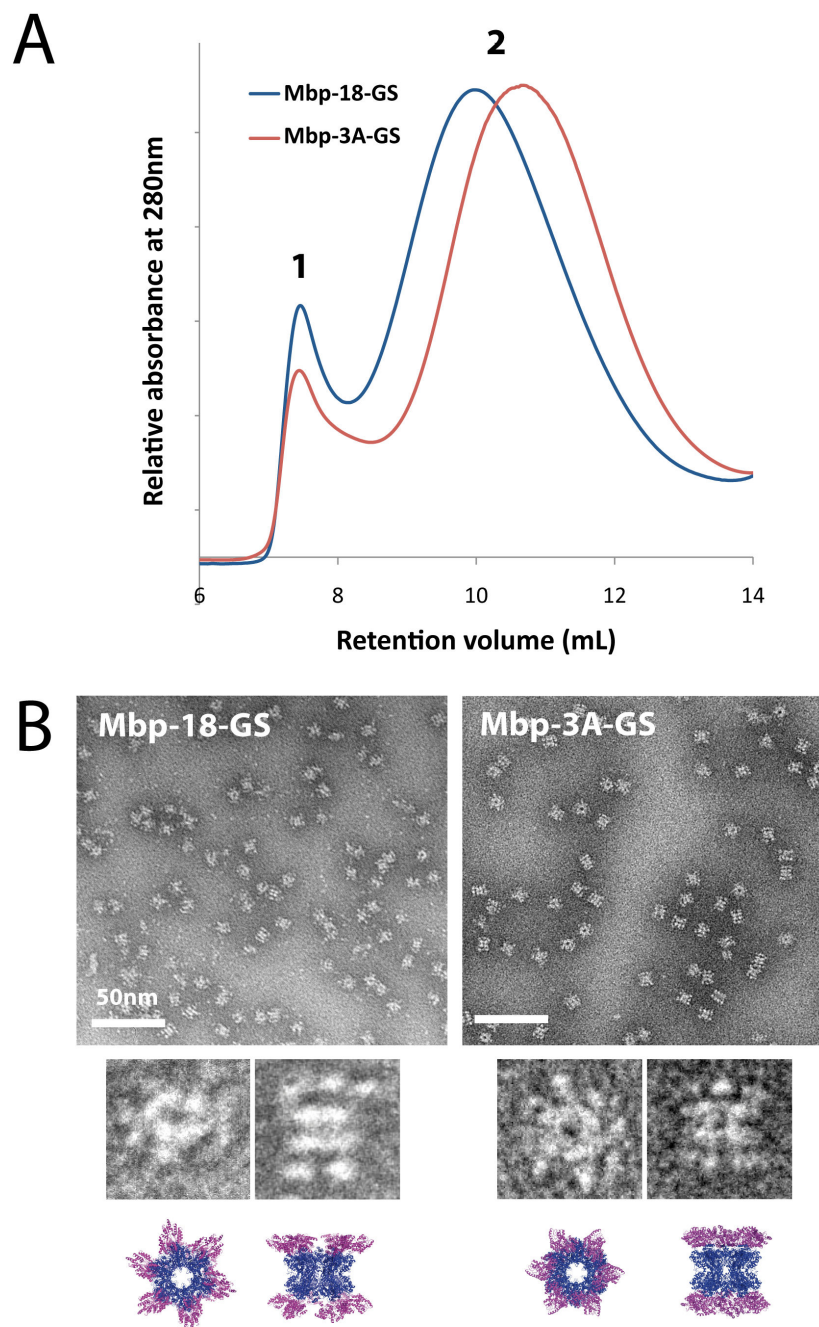 A
2
Mbp-18-GS
Mbp-3A-GS
1
Relative absorbance at 280nm
6
8
10
12
14
Retention volume (mL)
B
Mbp-18-GS
Mbp-3A-GS
50nm